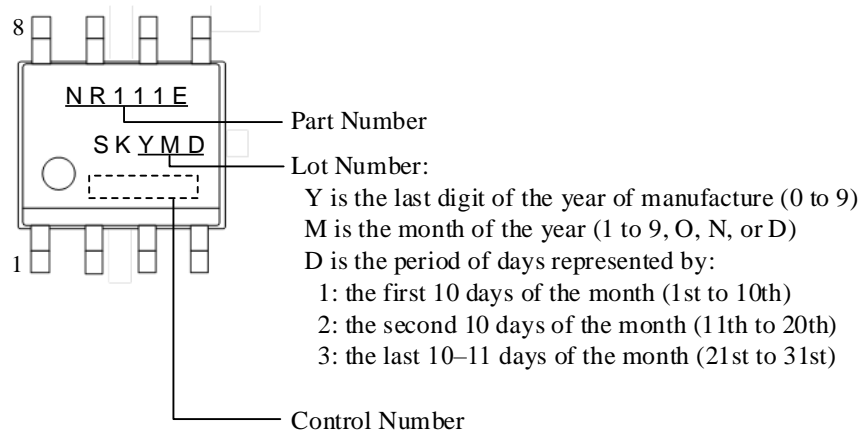 8
NR111E
Part Number
SKYMD
Lot Number:
Y is the last digit of the year of manufacture (0 to 9)
M is the month of the year (1 to 9, O, N, or D)
D is the period of days represented by:
1: the first 10 days of the month (1st to 10th)
1
2: the second 10 days of the month (11th to 20th)
3: the last 10–11 days of the month (21st to 31st)
Control Number